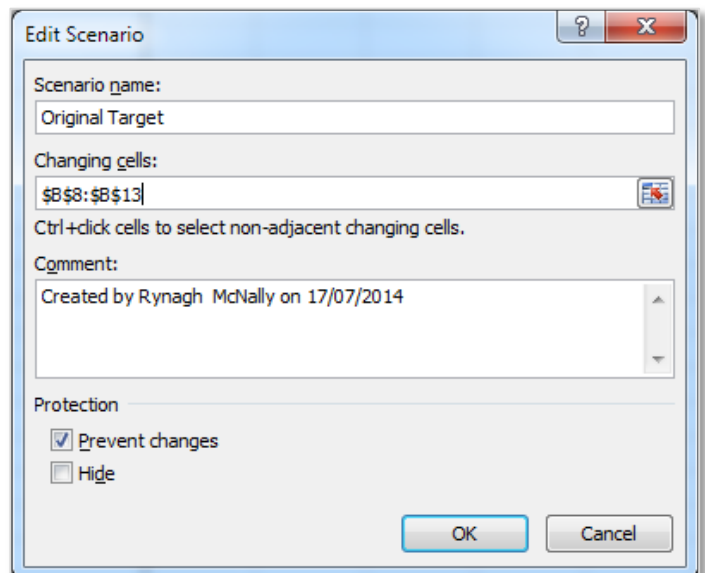 Edit Scenario
Scenario name:
Original Target
Changing cells:
$B$8:$B$13
Ctrl+click cells to select non-adjacent changing cells.
Comment:
Created by Rynagh McNally on 17/07/2014
Protection
Prevent changes
Hide
OK Cancel